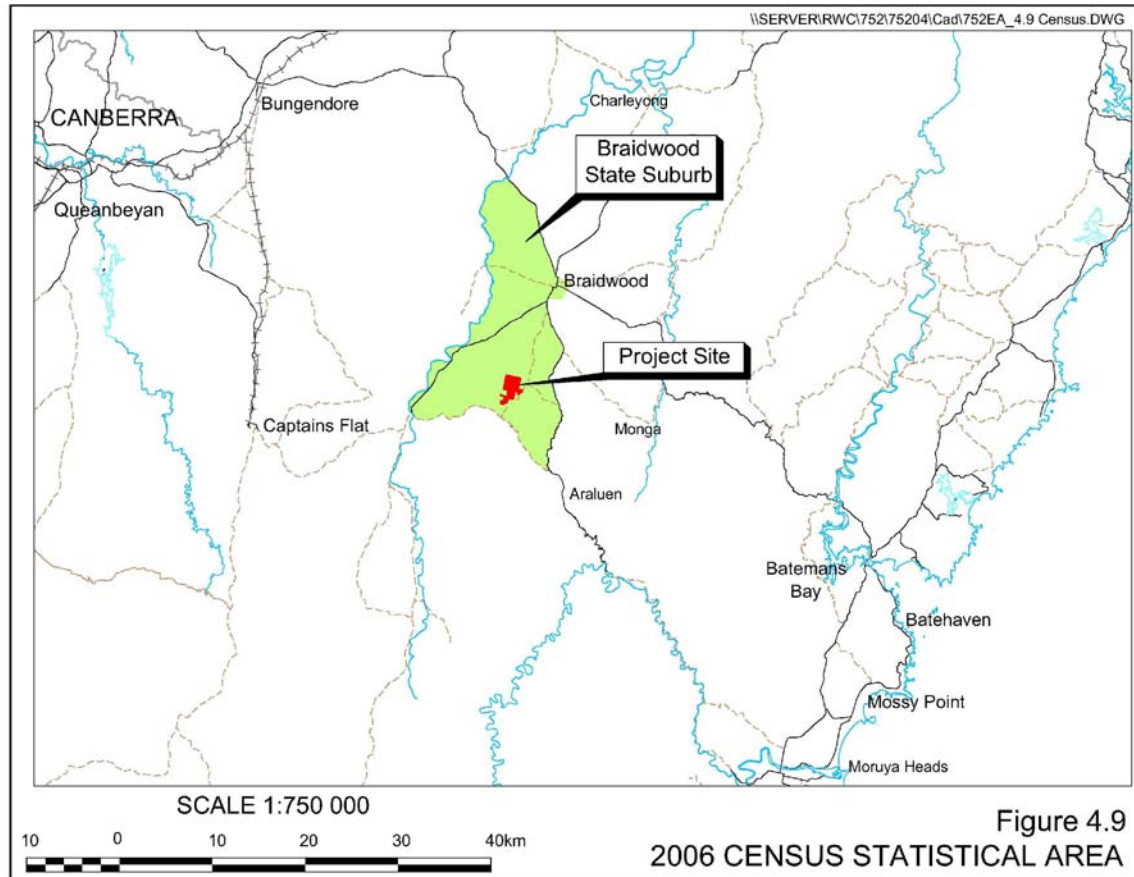 \\SERVER\RWC\752\75204\Cad\752EA_4.9 Census.DWG
CANBERRA
Bungendore
Charleyong
Braidwood
State Suburb
Queanbeyan
Braidwood
Project Site
Captains Flat
Monga
Araluen
Batemans
Bay
Batehaven
Mossy Point
Moruya Heads
SCALE 1:750 000
10 0 10 20 30 40km
Figure 4.9
2006 CENSUS STATISTICAL AREA